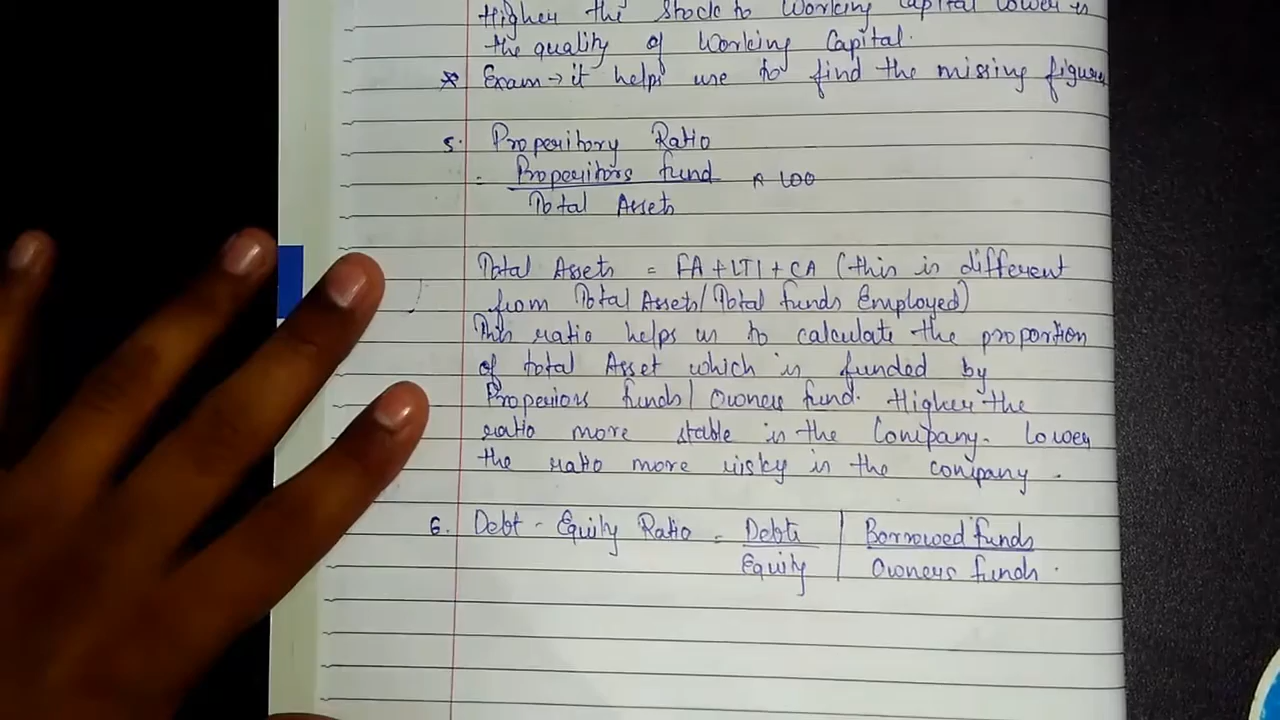 Higher the Stock to Working Capital lower is
the quality of Working Capital.
* Exam → it helps use to find the missing figure
5. Properitory Ratio
= Properitors fund × 100
Total Assets
Total Assets = FA + LTI + CA (this is different
from Total Assets/Total funds Employed)
This ratio helps us to calculate the proportion
of total Asset which is funded by
Properiors funds/Owners fund. Higher the
ratio more stable is the Company. Lower
the ratio more risky is the company.
6. Debt - Equity Ratio = Debts | Borrowed funds
Equity | Owners funds.